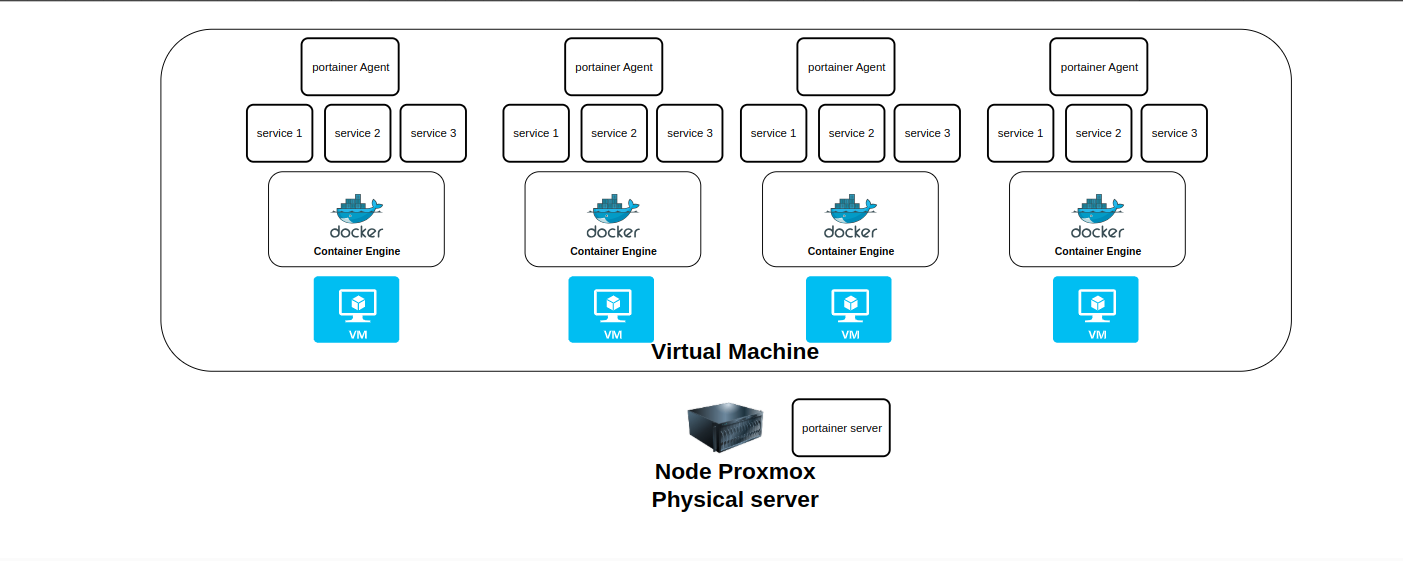 portainer Agent
portainer Agent
portainer Agent
portainer Agent
service 1
service 2
service 3
service 1
service 2
service 3
service 1
service 2
service 3
service 1
service 2
service 3
docker
Container Engine
docker
Container Engine
docker
Container Engine
docker
Container Engine
VM
VM
VM
VM
Virtual Machine
portainer server
Node Proxmox
Physical server